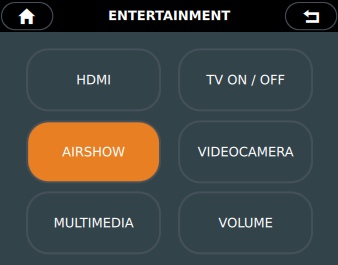 ENTERTAINMENT
HDMI
TV ON / OFF
AIRSHOW
VIDEOCAMERA
MULTIMEDIA
VOLUME